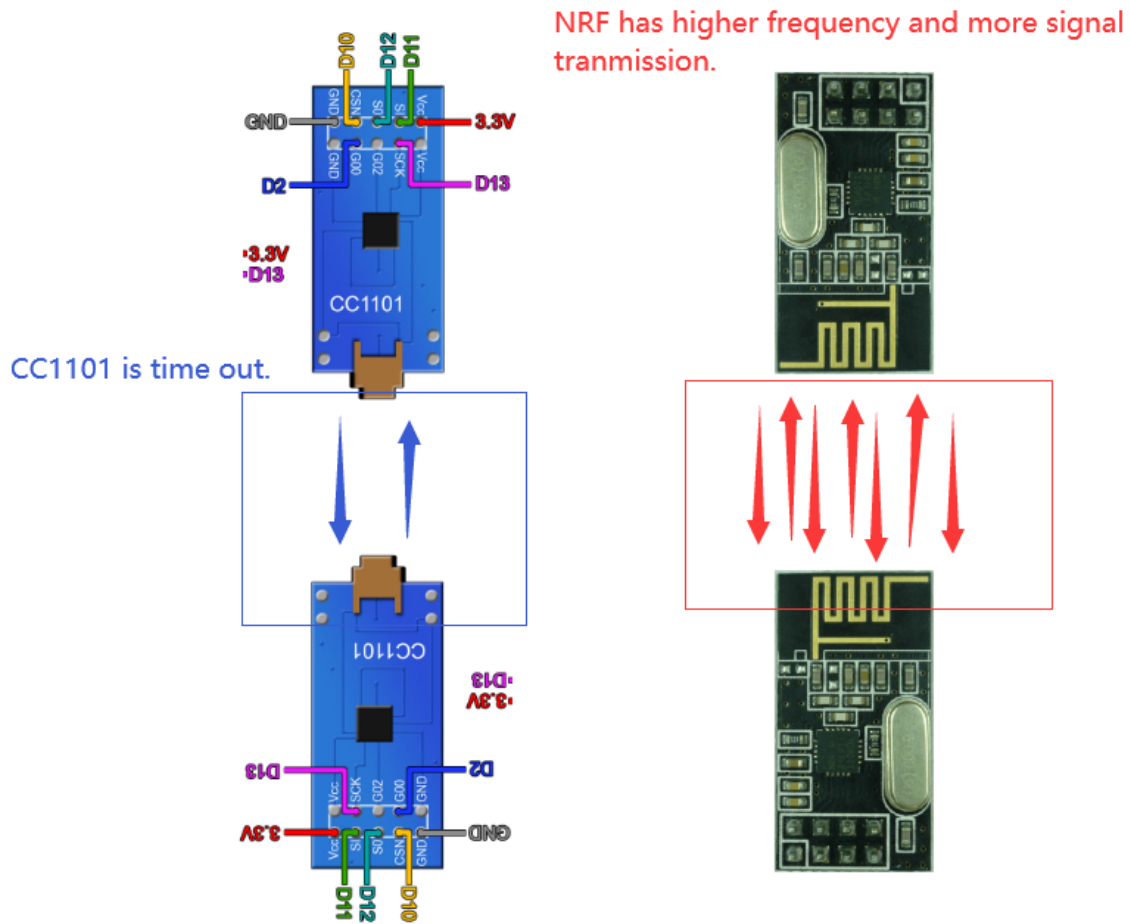 NRF has higher frequency and more signal
tranmission.
D10
D12
D11
GND
CSN
S0
SI
Vcc
GND
3.3V
GND
G00
G02
SCK
Vcc
D2
D13
3.3V
D13
CC1101
CC1101 is time out.
CC1101
D13
3.3V
D13
D2
Vcc
SCK
G02
G00
GND
3.3V
GND
Vcc
SI
S0
CSN
GND
D11
D12
D10